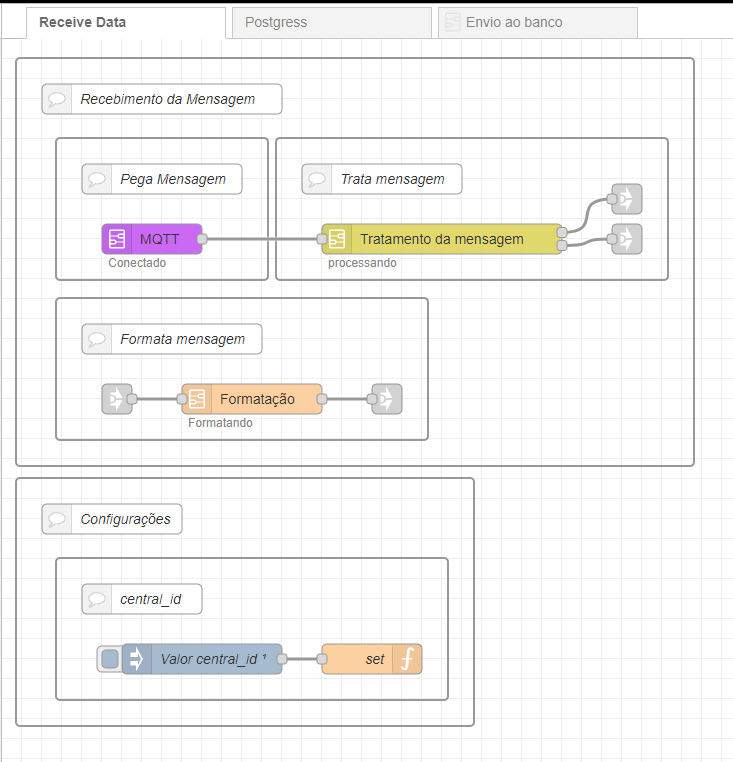 Receive Data
Postgress
Envio ao banco
Recebimento da Mensagem
Pega Mensagem
Trata mensagem
MQTT
Tratamento da mensagem
Conectado
processando
Formata mensagem
Formatação
Formatando
Configurações
central_id
Valor central_id ¹
set
f